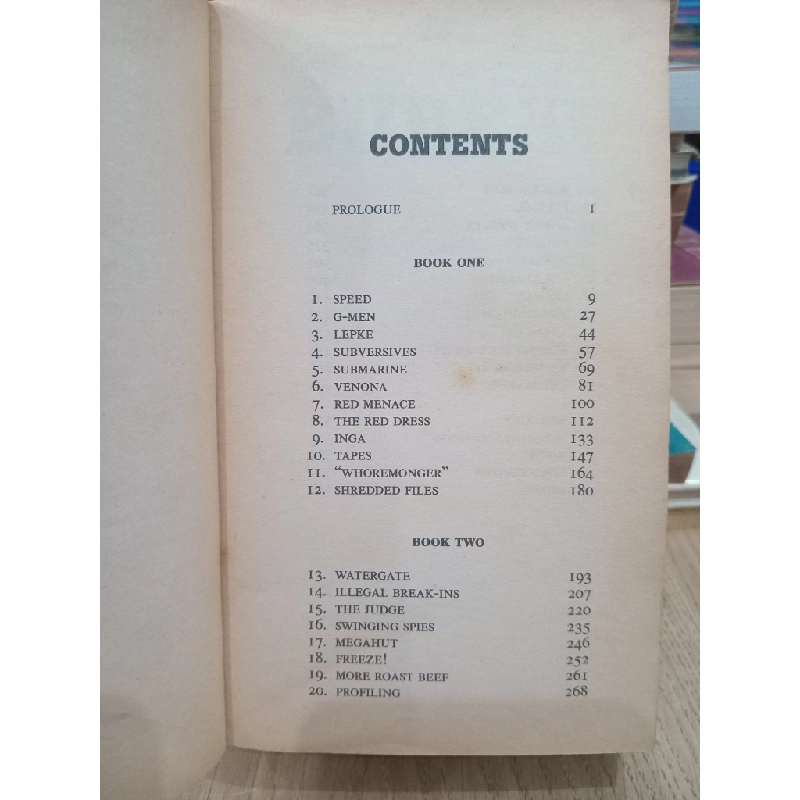 CONTENTS
PROLOGUE 1
BOOK ONE
1. SPEED 9
2. G-MEN 27
3. LEPKE 44
4. SUBVERSIVES 57
5. SUBMARINE 69
6. VENONA 81
7. RED MENACE 100
8. THE RED DRESS 112
9. INGA 133
10. TAPES 147
11. “WHOREMONGER” 164
12. SHREDDED FILES 180
BOOK TWO
13. WATERGATE 193
14. ILLEGAL BREAK-INS 207
15. THE JUDGE 220
16. SWINGING SPIES 235
17. MEGAHUT 246
18. FREEZE! 252
19. MORE ROAST BEEF 261
20. PROFILING 268